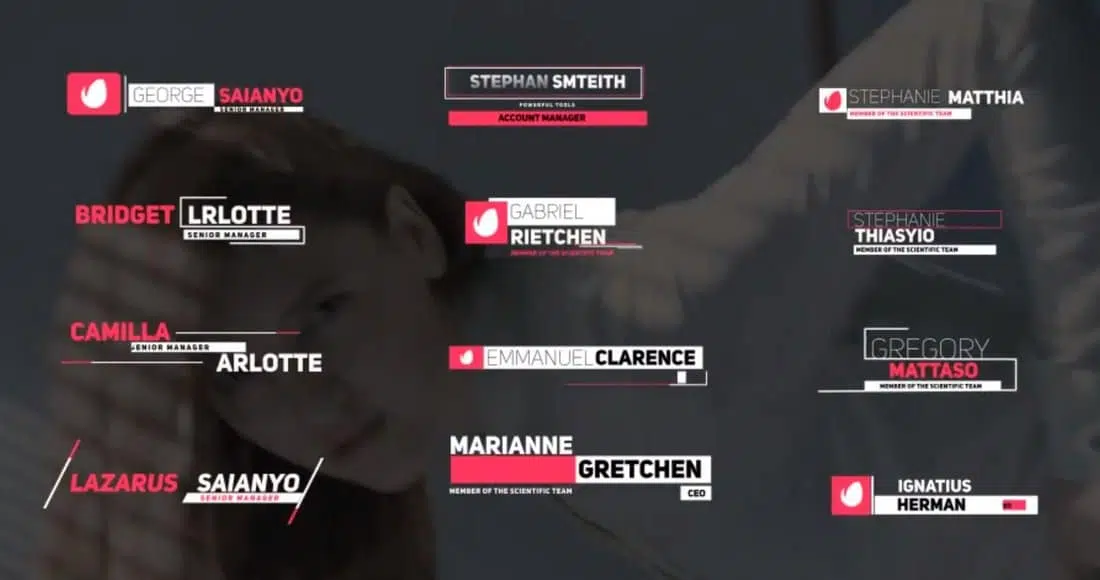 GEORGE SAIANYO
SENIOR MANAGER
STEPHAN SMTEITH
POWERFUL TOOLS
ACCOUNT MANAGER
STEPHANIE MATTHIA
MEMBER OF THE SCIENTIFIC TEAM
BRIDGET LRLOTTE
SENIOR MANAGER
GABRIEL
RIETCHEN
MEMBER OF THE SCIENTIFIC TEAM
STEPHANIE
THIASYIO
MEMBER OF THE SCIENTIFIC TEAM
CAMILLA
SENIOR MANAGER
ARLOTTE
EMMANUEL CLARENCE
GREGORY
MATTASO
MEMBER OF THE SCIENTIFIC TEAM
LAZARUS SAIANYO
SENIOR MANAGER
MARIANNE
GRETCHEN
MEMBER OF THE SCIENTIFIC TEAM
CEO
IGNATIUS
HERMAN